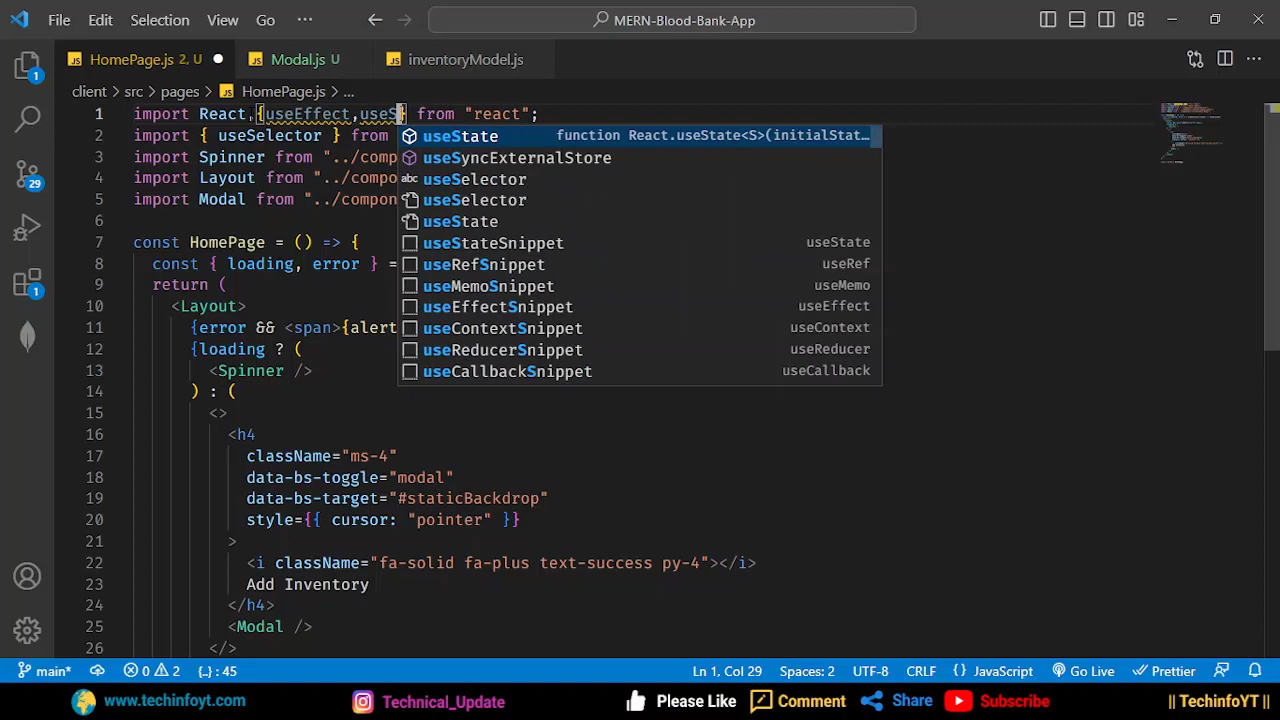 File Edit Selection View Go ··· MERN-Blood-Bank-App
HomePage.js 2, U Modal.js U inventoryModel.js
client > src > pages > HomePage.js > ...
1 import React, {useEffect,useS} from "react";
2 import { useSelector } from
3 import Spinner from "../comp
4 import Layout from "../compo
5 import Modal from "../compon
6
7 const HomePage = () => {
8 const { loading, error } =
9 return (
10 <Layout>
11 {error && <span>{alert
12 {loading ? (
13 <Spinner />
14 ) : (
15 <>
16 <h4
17 className="ms-4"
18 data-bs-toggle="modal"
19 data-bs-target="#staticBackdrop"
20 style={{ cursor: "pointer" }}
21 >
22 <i className="fa-solid fa-plus text-success py-4"></i>
23 Add Inventory
24 </h4>
25 <Modal />
26 </>
useState function React.useState<S>(initialStat…
useSyncExternalStore
abc useSelector
useSelector
useState
useStateSnippet useState
useRefSnippet useRef
useMemoSnippet useMemo
useEffectSnippet useEffect
useContextSnippet useContext
useReducerSnippet useReducer
useCallbackSnippet useCallback
1
29
1
main* 0 2 {..} : 45 Ln 1, Col 29 Spaces: 2 UTF-8 CRLF {} JavaScript Go Live Prettier
www.techinfoyt.com Technical_Update Please Like Comment Share Subscribe || TechinfoYT ||